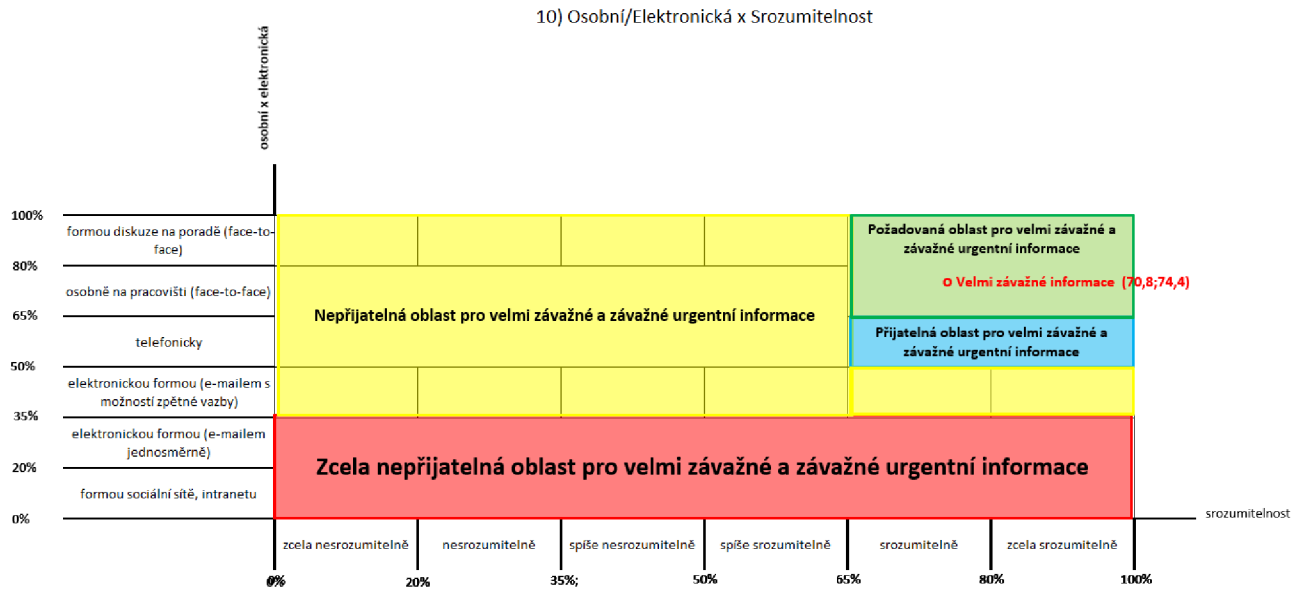 10) Osobní/Elektronická x Srozumitelnost
osobní x elektronická
100%
formou diskuze na poradě (face-to-
face)
80%
osobně na pracovišti (face-to-face)
65%
telefonicky
50%
elektronickou formou (e-mailem s
možností zpětné vazby)
35%
elektronickou formou (e-mailem
jednosměrně)
20%
formou sociální sítě, intranetu
0%
Požadovaná oblast pro velmi závažné a
závažné urgentní informace
O Velmi závažné informace (70,8;74,4)
Nepřijatelná oblast pro velmi závažné a závažné urgentní informace
Přijatelná oblast pro velmi závažné a
závažné urgentní informace
Zcela nepřijatelná oblast pro velmi závažné a závažné urgentní informace
srozumitelnost
zcela nesrozumitelně
nesrozumitelně
spíše nesrozumitelně
spíše Srozumitelně
srozumitelně
zcela srozumitelně
0%
20%
35%;
50%
65%
80%
100%